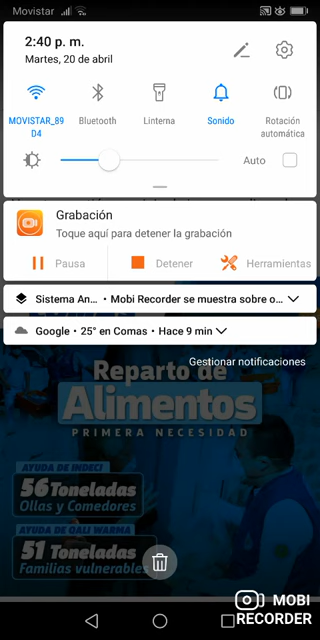 Movistar
2:40 p. m.
Martes, 20 de abril
MOVISTAR_89
D4
Bluetooth
Linterna
Sonido
Rotación
automática
Auto
Grabación
Toque aquí para detener la grabación
Pausa
Detener
Herramientas
Sistema An... • Mobi Recorder se muestra sobre o...
Google • 25° en Comas • Hace 9 min
Gestionar notificaciones
Reparto de
Alimentos
PRIMERA NECESIDAD
AYUDA DE INDECI
56 Toneladas
Ollas y Comedores
AYUDA DE QALI WARMA
51 Toneladas
Familias vulnerables
MOBI
RECORDER